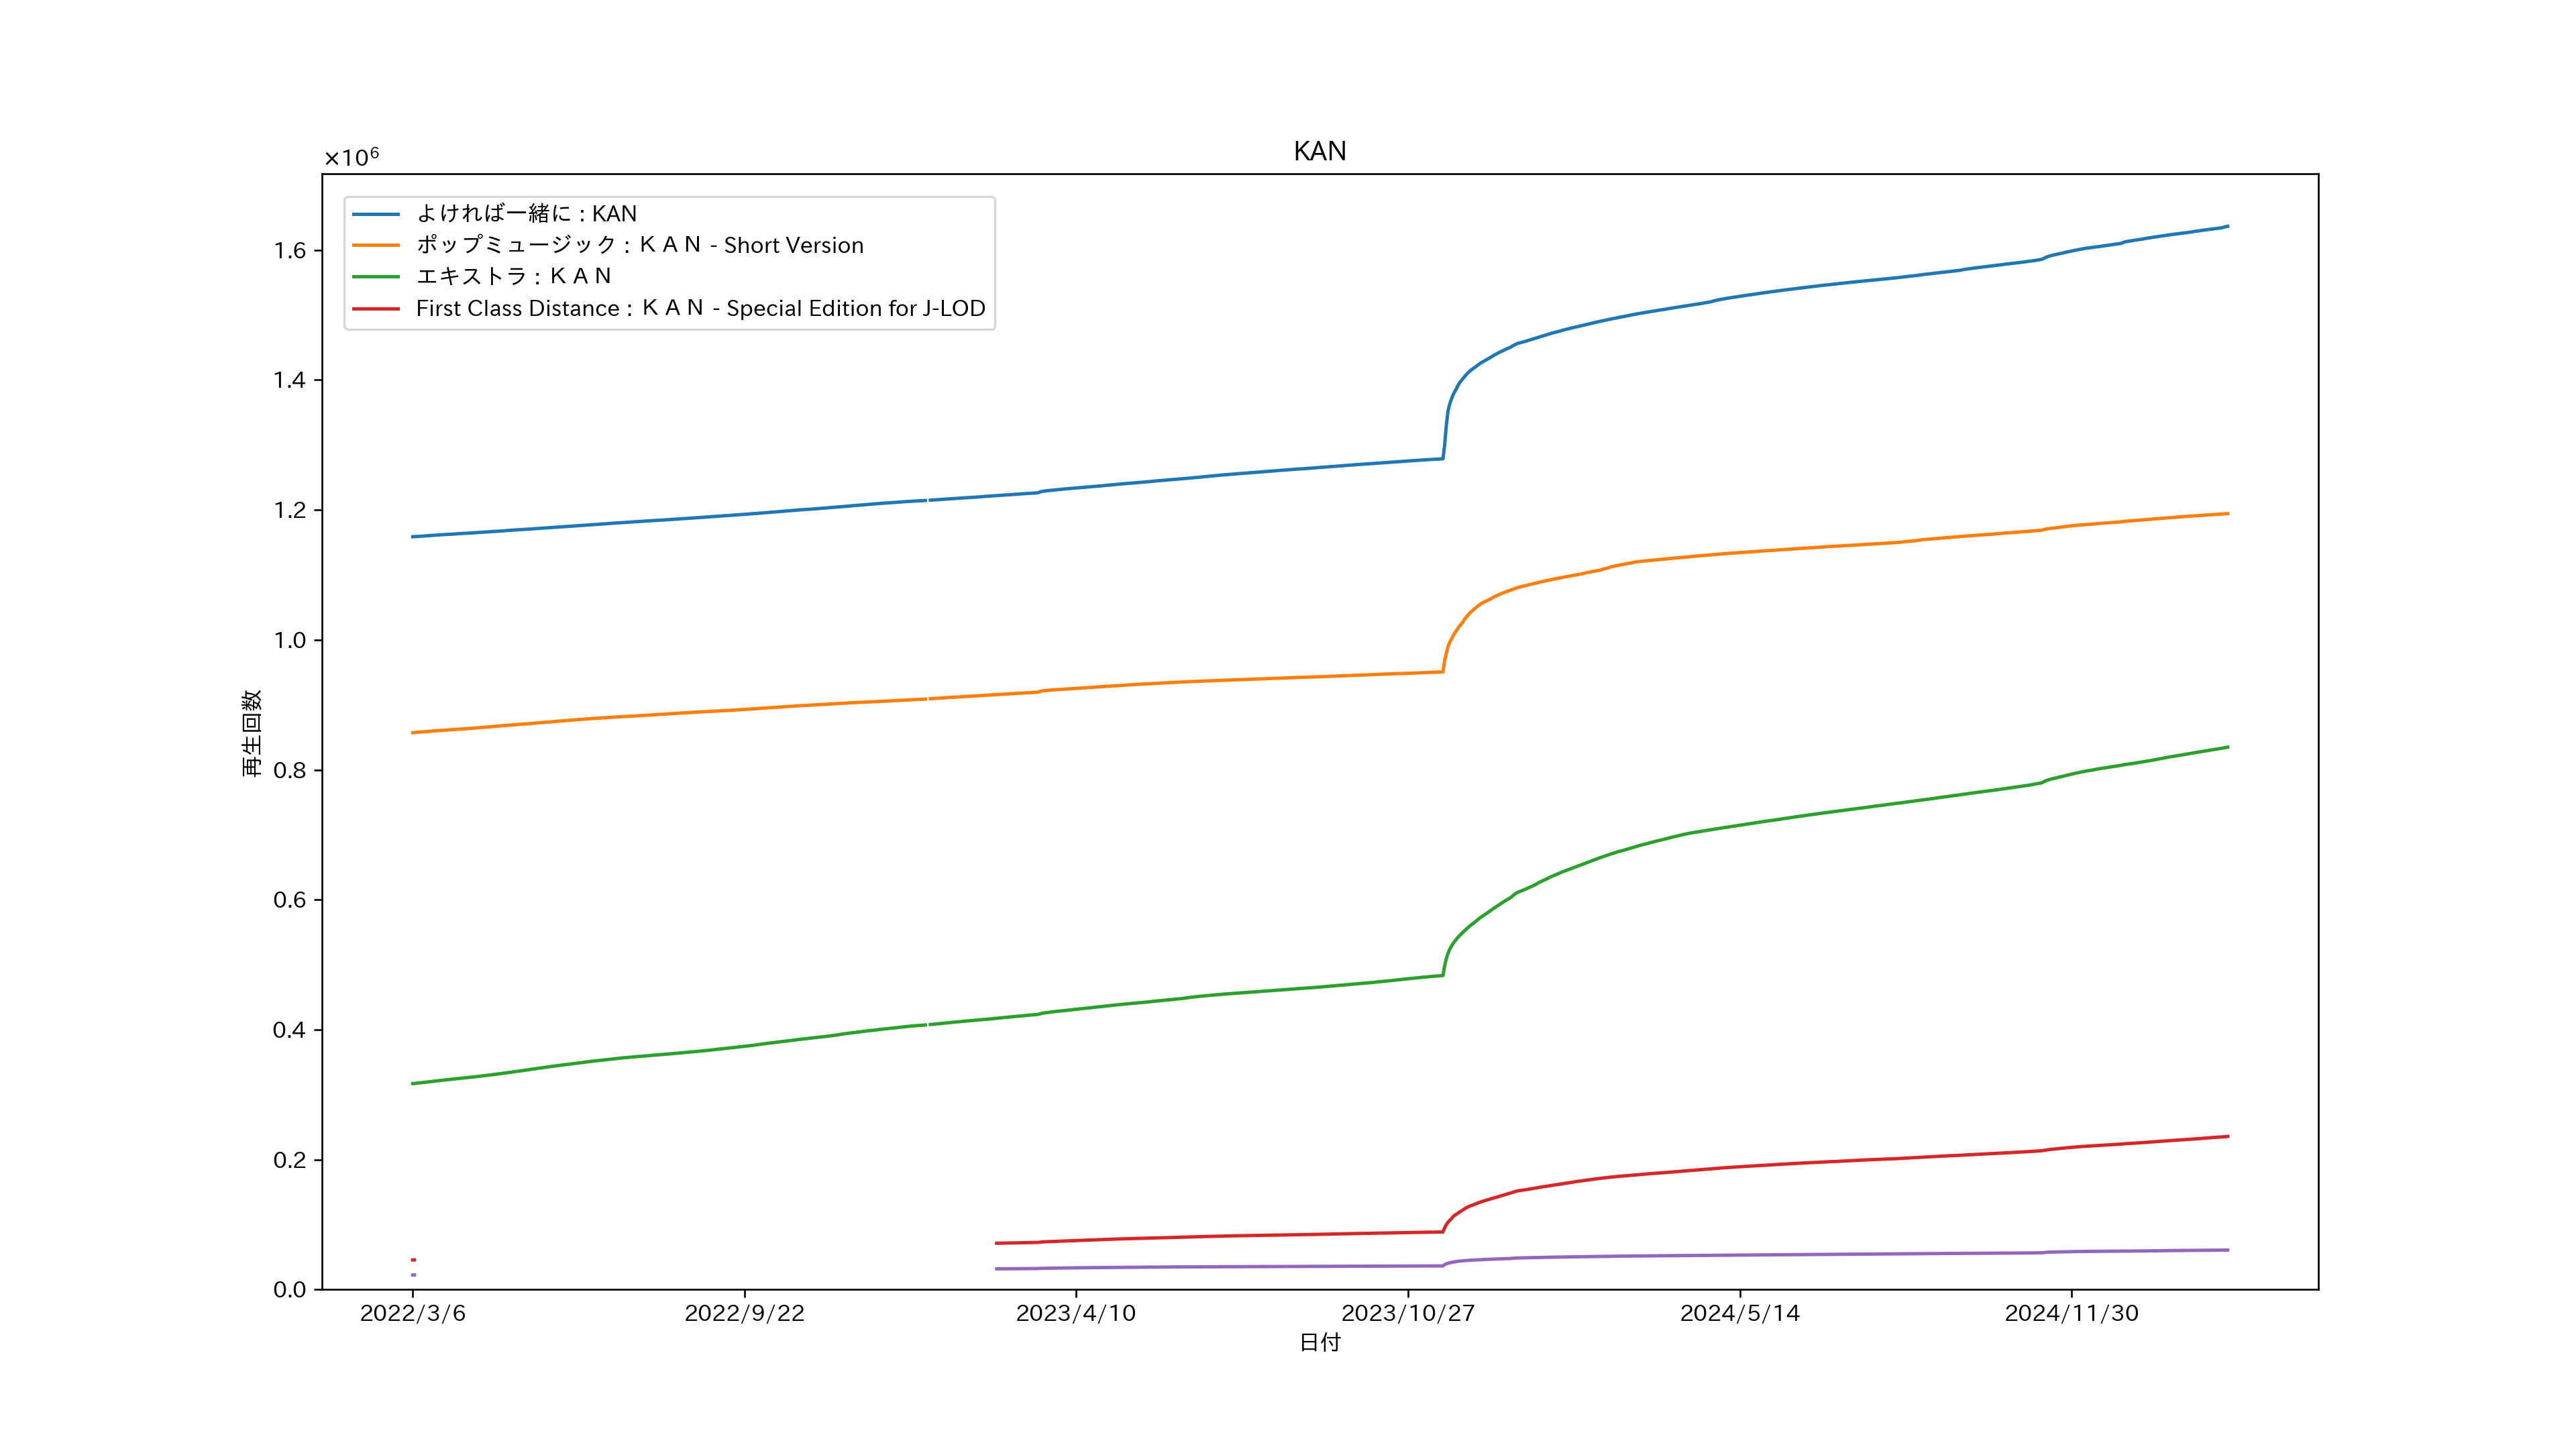 KAN
×10⁶
よければ一緒に : KAN
ポップミュージック : ＫＡＮ - Short Version
エキストラ : ＫＡＮ
First Class Distance : ＫＡＮ - Special Edition for J-LOD
1.6
1.4
1.2
1.0
0.8
0.6
0.4
0.2
0.0
再生回数
2022/3/6
2022/9/22
2023/4/10
2023/10/27
2024/5/14
2024/11/30
日付